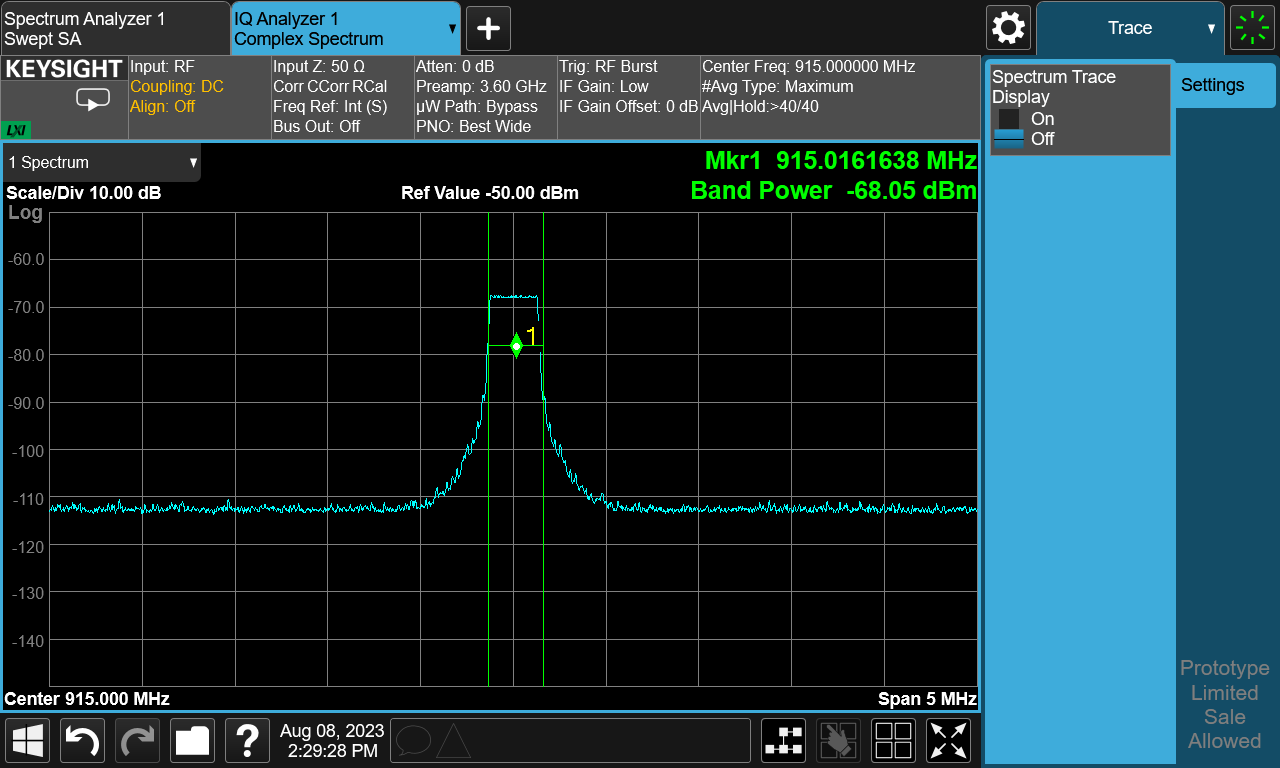 Spectrum Analyzer 1
Swept SA
IQ Analyzer 1
Complex Spectrum
▼
Trace
▼
KEYSIGHT
LXI
Input: RF
Coupling: DC
Align: Off
Input Z: 50 Ω
Corr CCorr RCal
Freq Ref: Int (S)
Bus Out: Off
Atten: 0 dB
Preamp: 3.60 GHz
µW Path: Bypass
PNO: Best Wide
Trig: RF Burst
IF Gain: Low
IF Gain Offset: 0 dB
Center Freq: 915.000000 MHz
#Avg Type: Maximum
Avg|Hold:>40/40
Spectrum Trace
Display
On
Off
Settings
1 Spectrum
▼
Mkr1 915.0161638 MHz
Scale/Div 10.00 dB
Ref Value -50.00 dBm
Band Power -68.05 dBm
Log
-60.0
-70.0
1
-80.0
-90.0
-100
-110
-120
-130
-140
Center 915.000 MHz
Span 5 MHz
?
Aug 08, 2023
2:29:28 PM
Prototype
Limited
Sale
Allowed